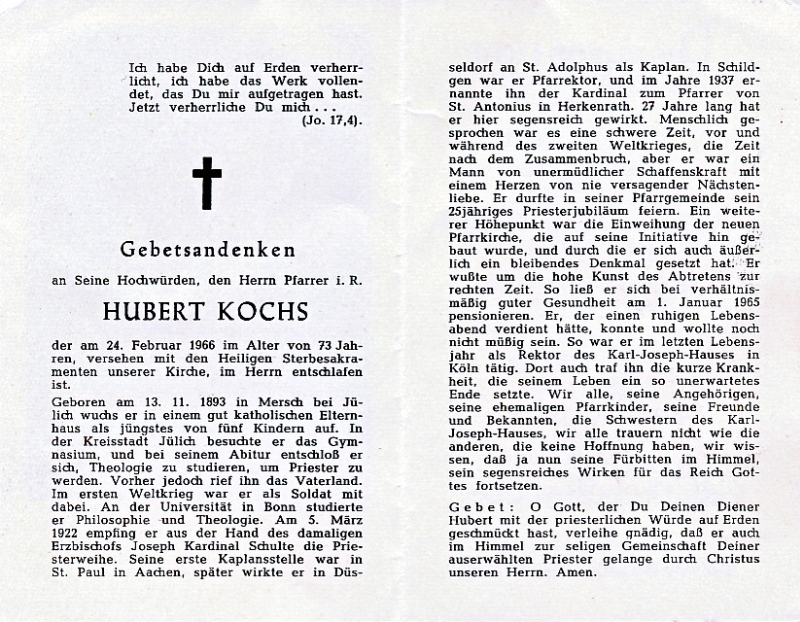 Ich habe Dich auf Erden verherr-
licht, ich habe das Werk vollen-
det, das Du mir aufgetragen hast.
Jetzt verherrliche Du mich . . .
(Jo. 17,4).
Gebetsandenken
an Seine Hochwürden, den Herrn Pfarrer i. R.
HUBERT KOCHS
der am 24. Februar 1966 im Alter von 73 Jah-
ren, versehen mit den Heiligen Sterbesakra-
menten unserer Kirche, im Herrn entschlafen
ist.
Geboren am 13. 11. 1893 in Mersch bei Jü-
lich wuchs er in einem gut katholischen Eltern-
haus als jüngstes von fünf Kindern auf. In
der Kreisstadt Jülich besuchte er das Gym-
nasium, und bei seinem Abitur entschloß er
sich, Theologie zu studieren, um Priester zu
werden. Vorher jedoch rief ihn das Vaterland.
Im ersten Weltkrieg war er als Soldat mit
dabei. An der Universität in Bonn studierte
er Philosophie und Theologie. Am 5. März
1922 empfing er aus der Hand des damaligen
Erzbischofs Joseph Kardinal Schulte die Prie-
sterweihe. Seine erste Kaplansstelle war in
St. Paul in Aachen, später wirkte er in Düs-
seldorf an St. Adolphus als Kaplan. In Schild-
gen war er Pfarrektor, und im Jahre 1937 er-
nannte ihn der Kardinal zum Pfarrer von
St. Antonius in Herkenrath. 27 Jahre lang hat
er hier segensreich gewirkt. Menschlich ge-
sprochen war es eine schwere Zeit, vor und
während des zweiten Weltkrieges, die Zeit
nach dem Zusammenbruch, aber er war ein
Mann von unermüdlicher Schaffenskraft mit
einem Herzen von nie versagender Nächsten-
liebe. Er durfte in seiner Pfarrgemeinde sein
25jähriges Priesterjubiläum feiern. Ein weite-
rer Höhepunkt war die Einweihung der neuen
Pfarrkirche, die auf seine Initiative hin ge-
baut wurde, und durch die er sich auch äußer-
lich ein bleibendes Denkmal gesetzt hat. Er
wußte um die hohe Kunst des Abtretens zur
rechten Zeit. So ließ er sich bei verhältnis-
mäßig guter Gesundheit am 1. Januar 1965
pensionieren. Er, der einen ruhigen Lebens-
abend verdient hätte, konnte und wollte noch
nicht müßig sein. So war er im letzten Lebens-
jahr als Rektor des Karl-Joseph-Hauses in
Köln tätig. Dort auch traf ihn die kurze Krank-
heit, die seinem Leben ein so unerwartetes
Ende setzte. Wir alle, seine Angehörigen,
seine ehemaligen Pfarrkinder, seine Freunde
und Bekannten, die Schwestern des Karl-
Joseph-Hauses, wir alle trauern nicht wie die
anderen, die keine Hoffnung haben, wir wis-
sen, daß ja nun seine Fürbitten im Himmel,
sein segensreiches Wirken für das Reich Got-
tes fortsetzen.
Gebet: O Gott, der Du Deinen Diener
Hubert mit der priesterlichen Würde auf Erden
geschmückt hast, verleihe gnädig, daß er auch
im Himmel zur seligen Gemeinschaft Deiner
auserwählten Priester gelange durch Christus
unseren Herrn. Amen.